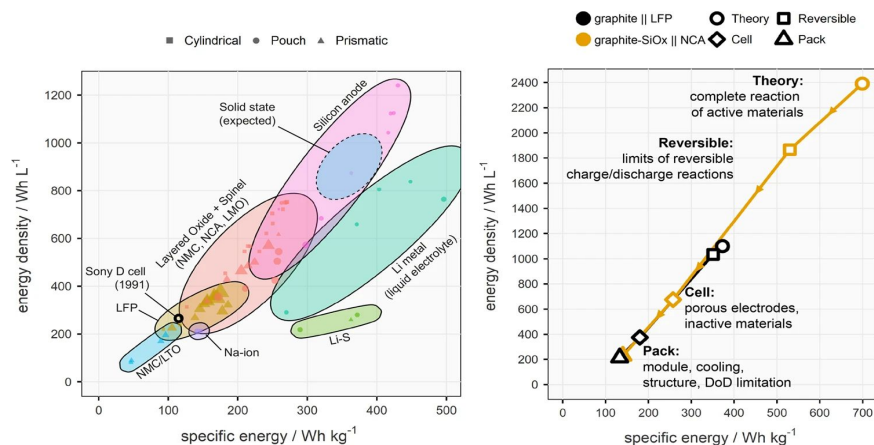 ■ Cylindrical ● Pouch ▲ Prismatic
energy density / Wh L⁻¹
1200
1000
800
600
400
200
0
0 100 200 300 400 500
specific energy / Wh kg⁻¹
Solid state
(expected)
Silicon anode
Layered Oxide + Spinel
(NMC, NCA, LMO)
Sony D cell
(1991)
LFP
NMC/LTO
Na-ion
Li metal
(liquid electrolyte)
Li-S
graphite || LFP
graphite-SiOx || NCA
Theory
Reversible
Cell
Pack
energy density / Wh L⁻¹
2400
2200
2000
1800
1600
1400
1200
1000
800
600
400
200
0
0 100 200 300 400 500 600 700
specific energy / Wh kg⁻¹
Theory:
complete reaction
of active materials
Reversible:
limits of reversible
charge/discharge reactions
Cell:
porous electrodes,
inactive materials
Pack:
module, cooling,
structure, DoD limitation